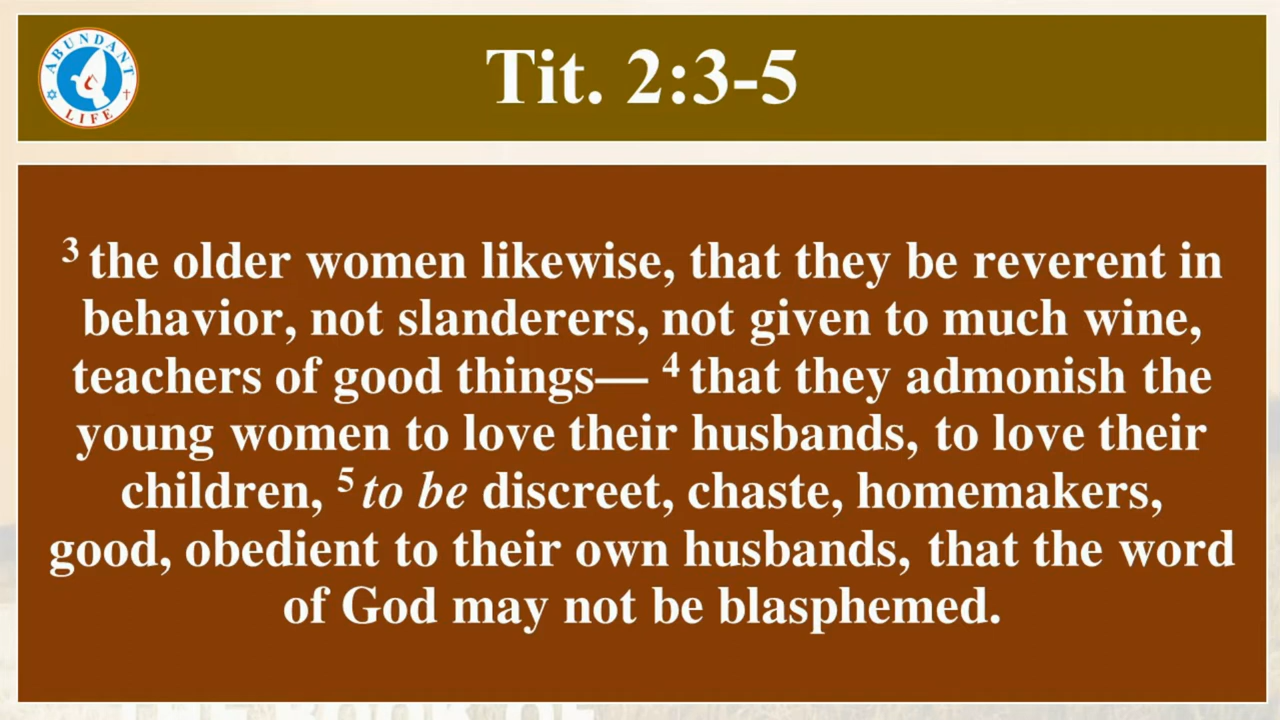 ABUNDANT
LIFE
Tit. 2:3-5
3 the older women likewise, that they be reverent in
behavior, not slanderers, not given to much wine,
teachers of good things— 4 that they admonish the
young women to love their husbands, to love their
children, 5 to be discreet, chaste, homemakers,
good, obedient to their own husbands, that the word
of God may not be blasphemed.
THE BOOK OF